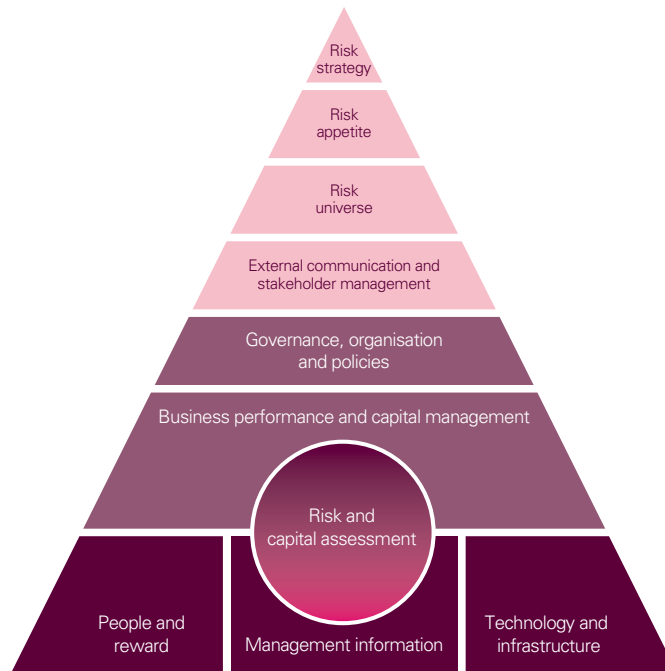 Risk
strategy
Risk
appetite
Risk
universe
External communication and
stakeholder management
Governance, organisation
and policies
Business performance and capital management
Risk and
capital assessment
People and
reward
Management information
Technology and
infrastructure